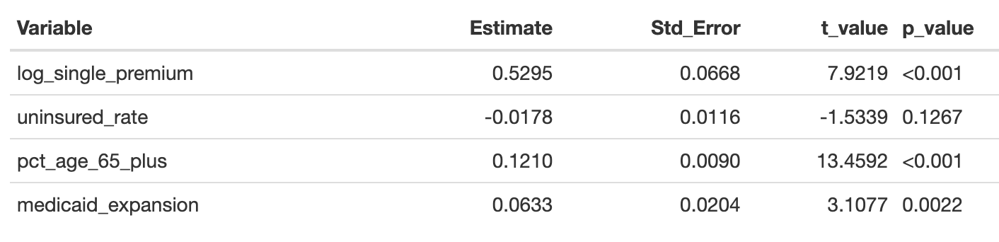 Variable Estimate Std_Error t_value p_value
log_single_premium 0.5295 0.0668 7.9219 <0.001
uninsured_rate -0.0178 0.0116 -1.5339 0.1267
pct_age_65_plus 0.1210 0.0090 13.4592 <0.001
medicaid_expansion 0.0633 0.0204 3.1077 0.0022